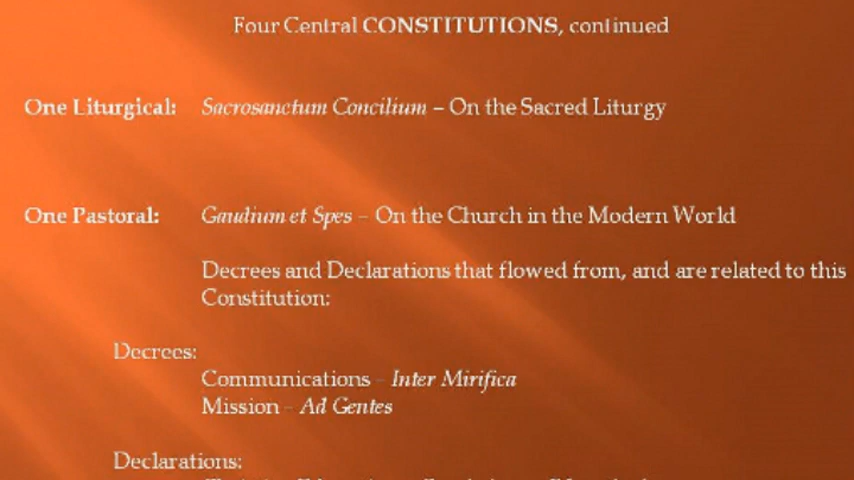 Four Central CONSTITUTIONS, continued
One Liturgical: Sacrosanctum Concilium – On the Sacred Liturgy
One Pastoral: Gaudium et Spes – On the Church in the Modern World
Decrees and Declarations that flowed from, and are related to this
Constitution:
Decrees:
Communications – Inter Mirifica
Mission – Ad Gentes
Declarations: